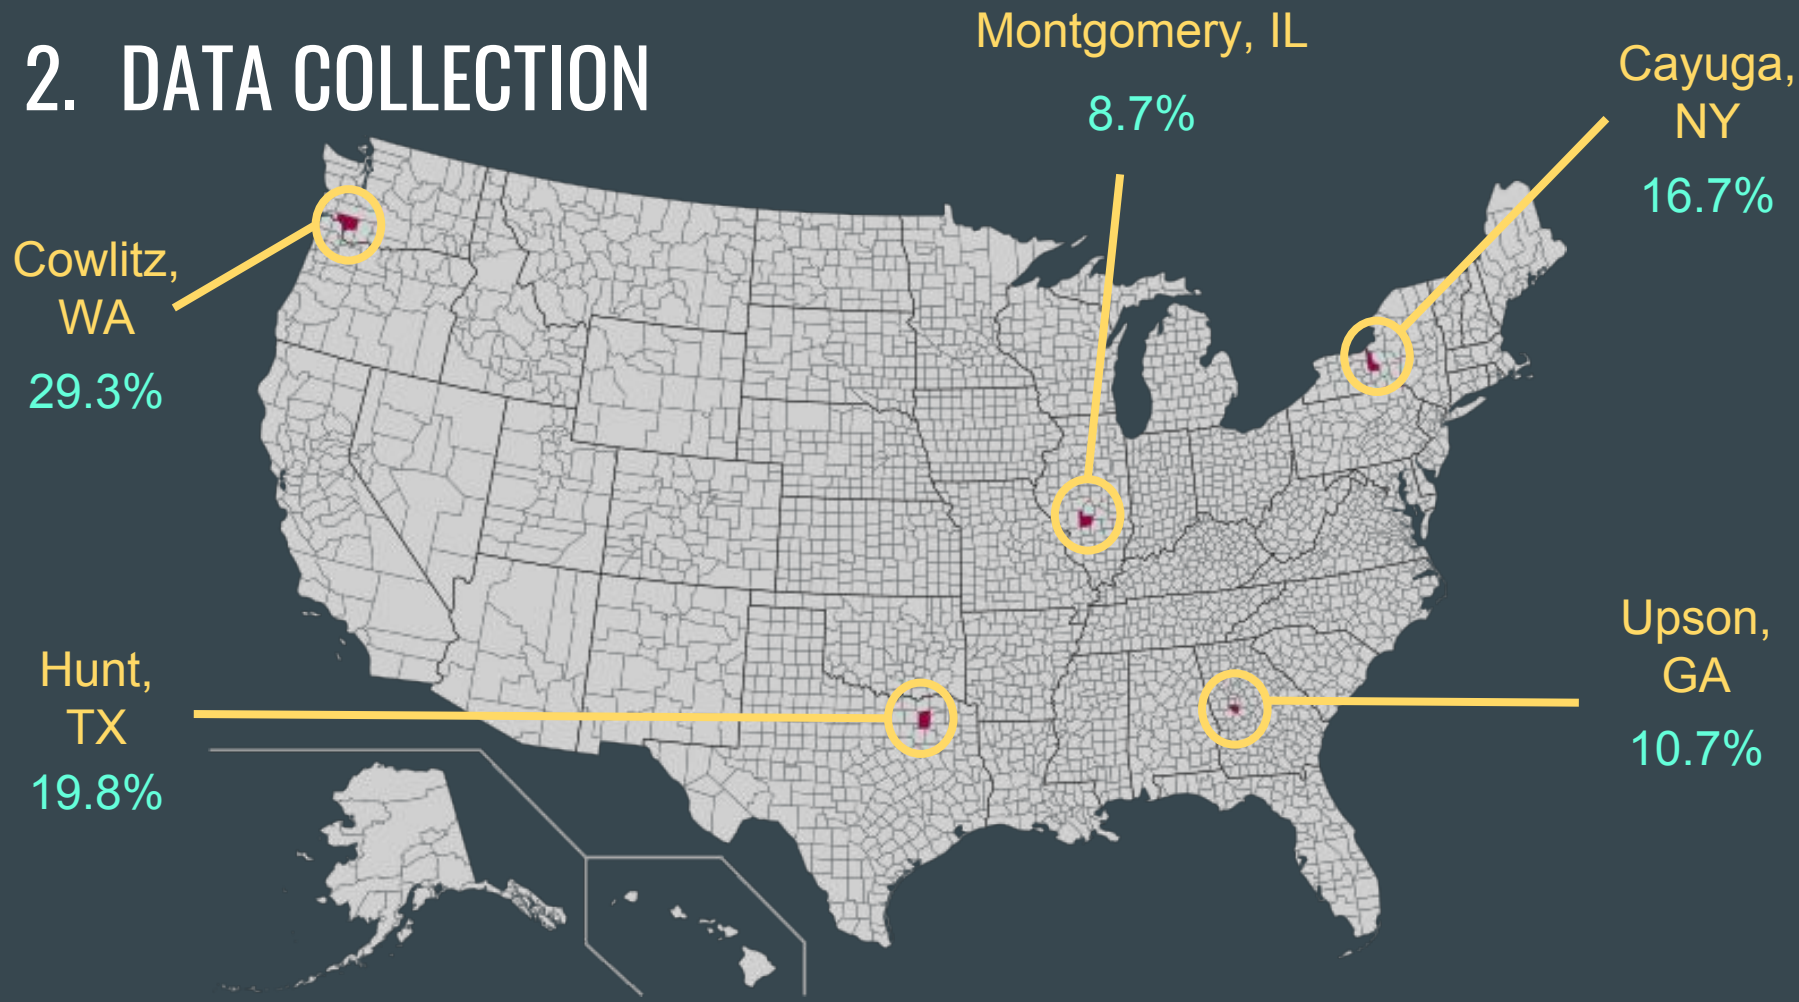 2. DATA COLLECTION
Montgomery, IL
8.7%
Cayuga,
NY
16.7%
Cowlitz,
WA
29.3%
Hunt,
TX
19.8%
Upson,
GA
10.7%